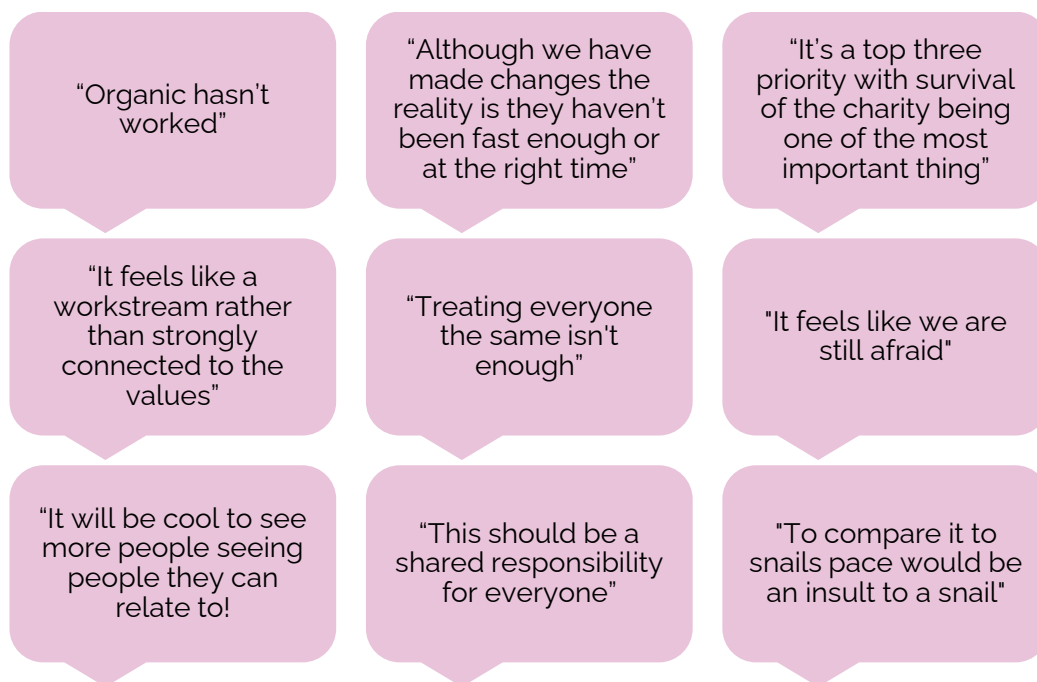 “Organic hasn’t
worked”
“Although we have
made changes the
reality is they haven’t
been fast enough or
at the right time”
“It’s a top three
priority with survival
of the charity being
one of the most
important thing”
“It feels like a
workstream rather
than strongly
connected to the
values”
“Treating everyone
the same isn't
enough”
"It feels like we are
still afraid"
“It will be cool to see
more people seeing
people they can
relate to!
“This should be a
shared responsibility
for everyone”
"To compare it to
snails pace would be
an insult to a snail"